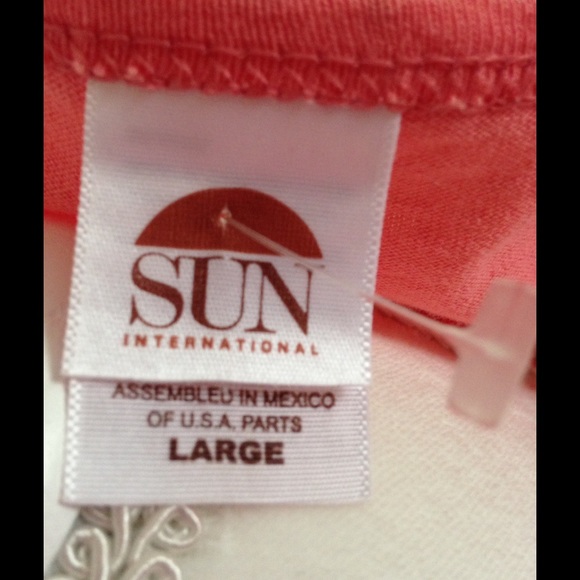 SUN
INTERNATIONAL
ASSEMBLED IN MEXICO
OF U.S.A. PARTS
LARGE